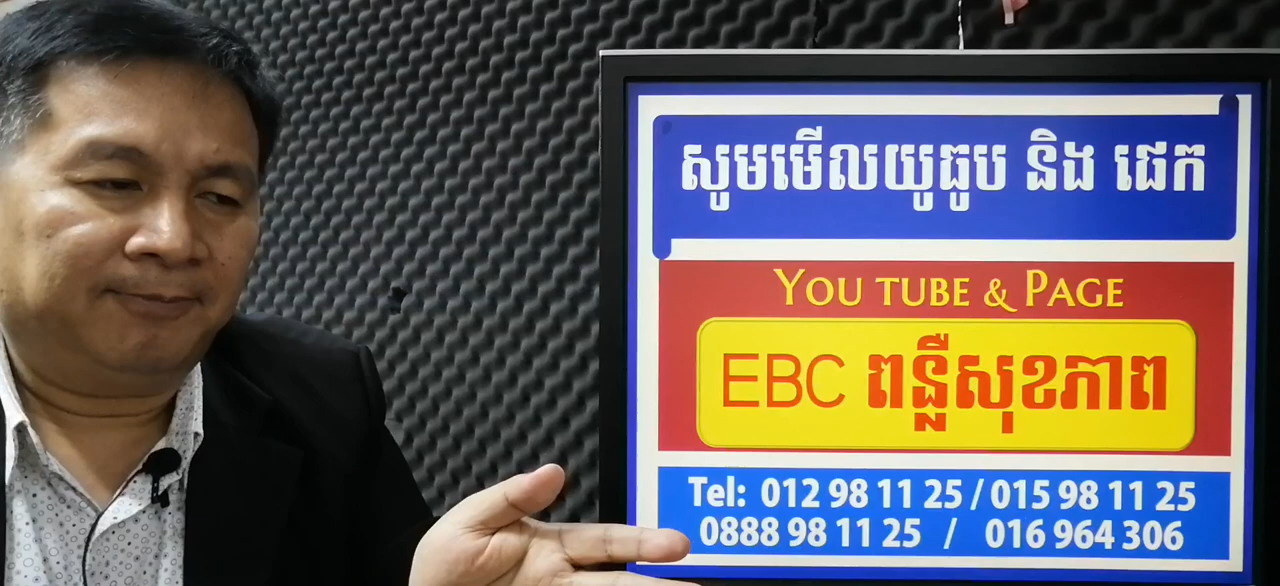 សូមមើលយូធូប និង ផេក
YOU TUBE & PAGE
EBC ពន្លឺសុខភាព
Tel: 012 98 11 25 / 015 98 11 25
0888 98 11 25 / 016 964 306